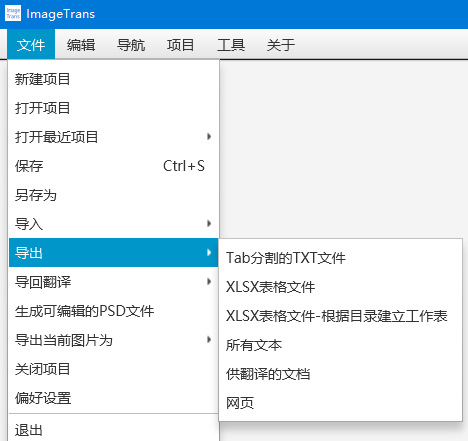 Image
Trans
ImageTrans
文件 编辑 导航 项目 工具 关于
新建项目
打开项目
打开最近项目
保存 Ctrl+S
另存为
导入
导出
导回翻译
生成可编辑的PSD文件
导出当前图片为
关闭项目
偏好设置
退出
Tab分割的TXT文件
XLSX表格文件
XLSX表格文件-根据目录建立工作表
所有文本
供翻译的文档
网页